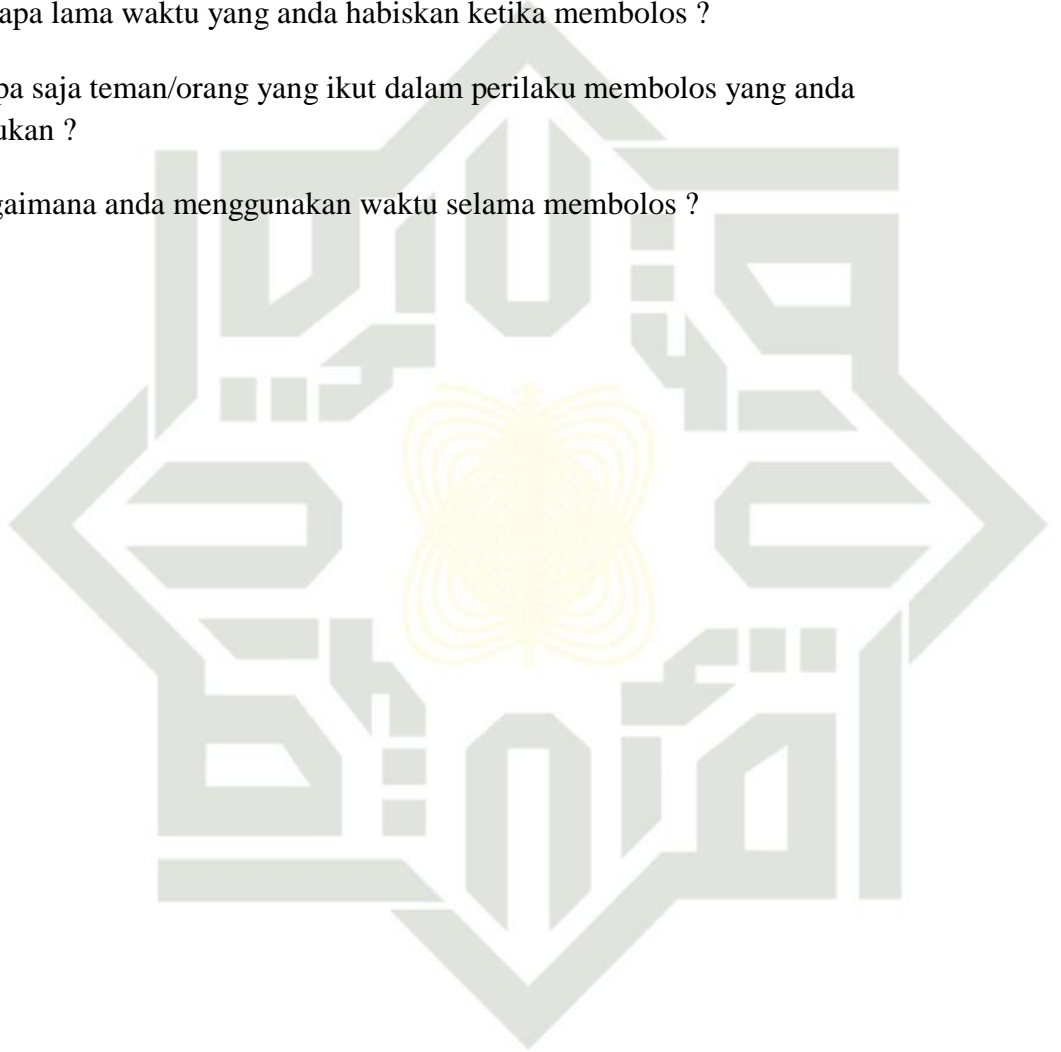 apa lama waktu yang anda habiskan ketika membolos ?
pa saja teman/orang yang ikut dalam perilaku membolos yang anda
ukan ?
gaimana anda menggunakan waktu selama membolos ?